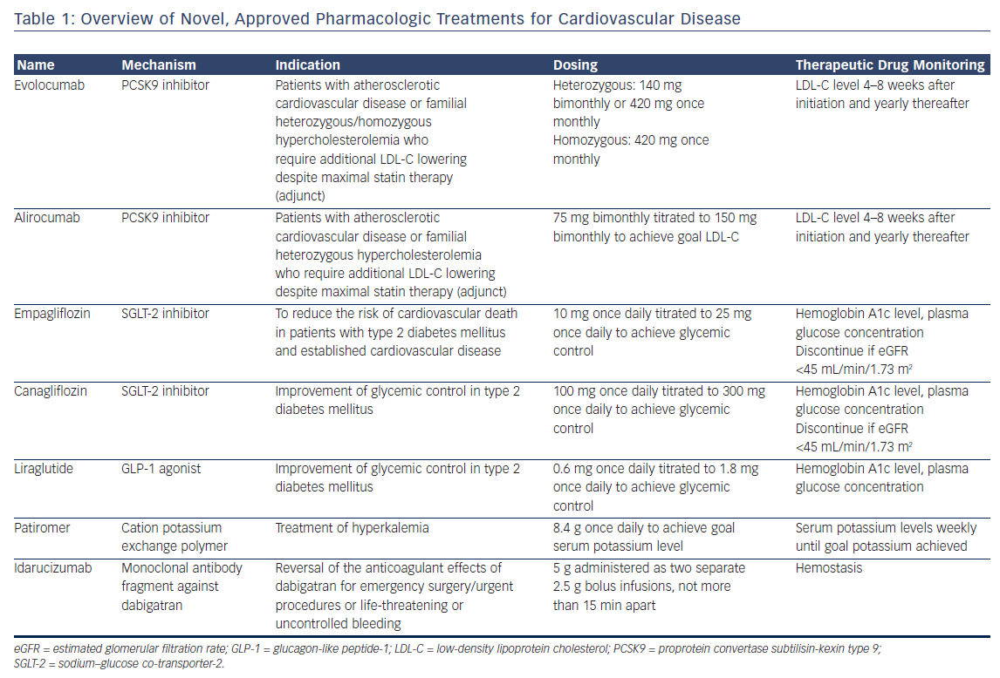 Table 1: Overview of Novel, Approved Pharmacologic Treatments for Cardiovascular Disease
Name Mechanism Indication Dosing Therapeutic Drug Monitoring
Evolocumab PCSK9 inhibitor Patients with atherosclerotic Heterozygous: 140 mg LDL-C level 4–8 weeks after
cardiovascular disease or familial bimonthly or 420 mg once initiation and yearly thereafter
heterozygous/homozygous monthly
hypercholesterolemia who Homozygous: 420 mg once
require additional LDL-C lowering monthly
despite maximal statin therapy
(adjunct)
Alirocumab PCSK9 inhibitor Patients with atherosclerotic 75 mg bimonthly titrated to 150 mg LDL-C level 4–8 weeks after
cardiovascular disease or familial bimonthly to achieve goal LDL-C initiation and yearly thereafter
heterozygous hypercholesterolemia
who require additional LDL-C lowering
despite maximal statin therapy (adjunct)
Empagliflozin SGLT-2 inhibitor To reduce the risk of cardiovascular death 10 mg once daily titrated to 25 mg Hemoglobin A1c level, plasma
in patients with type 2 diabetes mellitus once daily to achieve glycemic glucose concentration
and established cardiovascular disease control Discontinue if eGFR
<45 mL/min/1.73 m²
Canagliflozin SGLT-2 inhibitor Improvement of glycemic control in type 2 100 mg once daily titrated to 300 mg Hemoglobin A1c level, plasma
diabetes mellitus once daily to achieve glycemic glucose concentration
control Discontinue if eGFR
<45 mL/min/1.73 m²
Liraglutide GLP-1 agonist Improvement of glycemic control in type 2 0.6 mg once daily titrated to 1.8 mg Hemoglobin A1c level, plasma
diabetes mellitus once daily to achieve glycemic glucose concentration
control
Patiromer Cation potassium Treatment of hyperkalemia 8.4 g once daily to achieve goal Serum potassium levels weekly
exchange polymer serum potassium level until goal potassium achieved
Idarucizumab Monoclonal antibody Reversal of the anticoagulant effects of 5 g administered as two separate Hemostasis
fragment against dabigatran for emergency surgery/urgent 2.5 g bolus infusions, not more
dabigatran procedures or life-threatening or than 15 min apart
uncontrolled bleeding
eGFR = estimated glomerular filtration rate; GLP-1 = glucagon-like peptide-1; LDL-C = low-density lipoprotein cholesterol; PCSK9 = proprotein convertase subtilisin-kexin type 9;
SGLT-2 = sodium–glucose co-transporter-2.